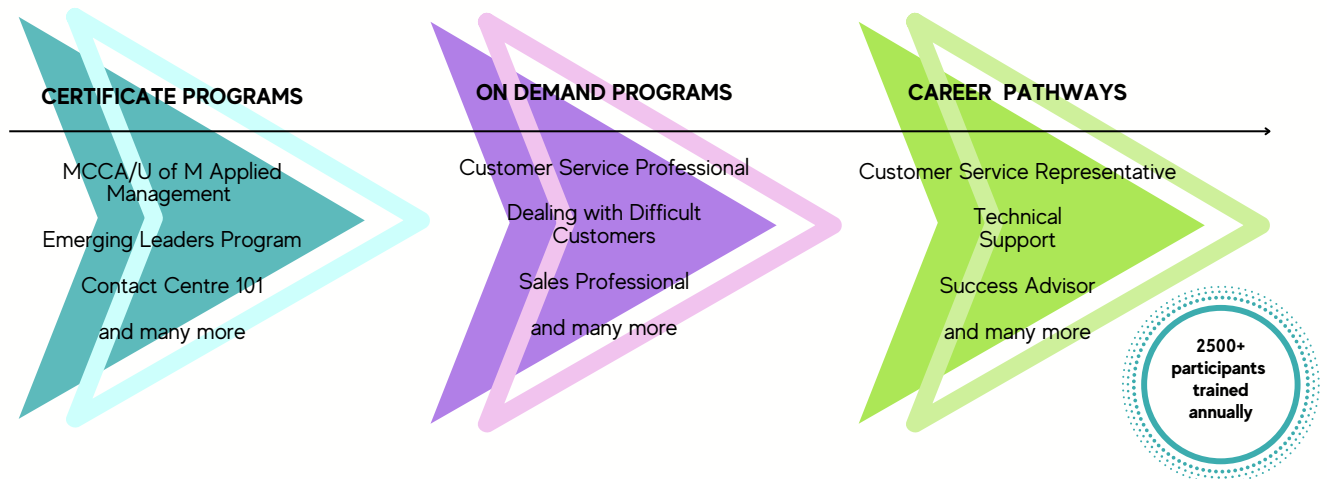 CERTIFICATE PROGRAMS
MCCA/U of M Applied
Management
Emerging Leaders Program
Contact Centre 101
and many more
ON DEMAND PROGRAMS
Customer Service Professional
Dealing with Difficult
Customers
Sales Professional
and many more
CAREER PATHWAYS
Customer Service Representative
Technical
Support
Success Advisor
and many more
2500+
participants
trained
annually